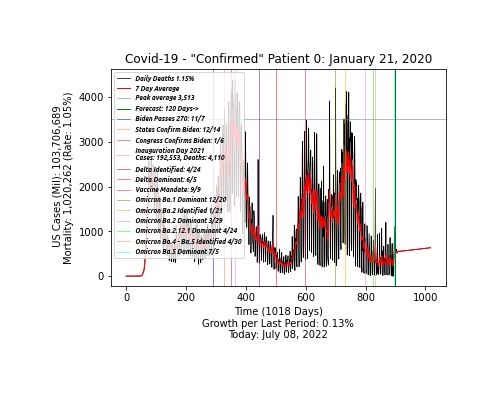 Covid-19 - "Confirmed" Patient 0: January 21, 2020
US Cases (Mil): 103,706,689
Mortality: 1,020,262 (Rate: 1.05%)
4000
3000
2000
1000
0
Daily Deaths 1.15%
7 Day Average
Peak average 3,513
Forecast: 120 Days->
Biden Passes 270: 11/7
States Confirm Biden: 12/14
Congress Confirms Biden: 1/6
Inauguration Day 2021
Cases: 192,553, Deaths: 4,110
Delta Identified: 4/24
Delta Dominant: 6/5
Vaccine Mandate: 9/9
Omicron Ba.1 Dominant 12/20
Omicron Ba.2 Identified 1/21
Omicron Ba.2 Dominant 3/29
Omicron Ba.2.12.1 Dominant 4/24
Omicron Ba.4 - Ba.5 Identified 4/30
Omicron Ba.5 Dominant 7/5
0 200 400 600 800 1000
Time (1018 Days)
Growth per Last Period: 0.13%
Today: July 08, 2022